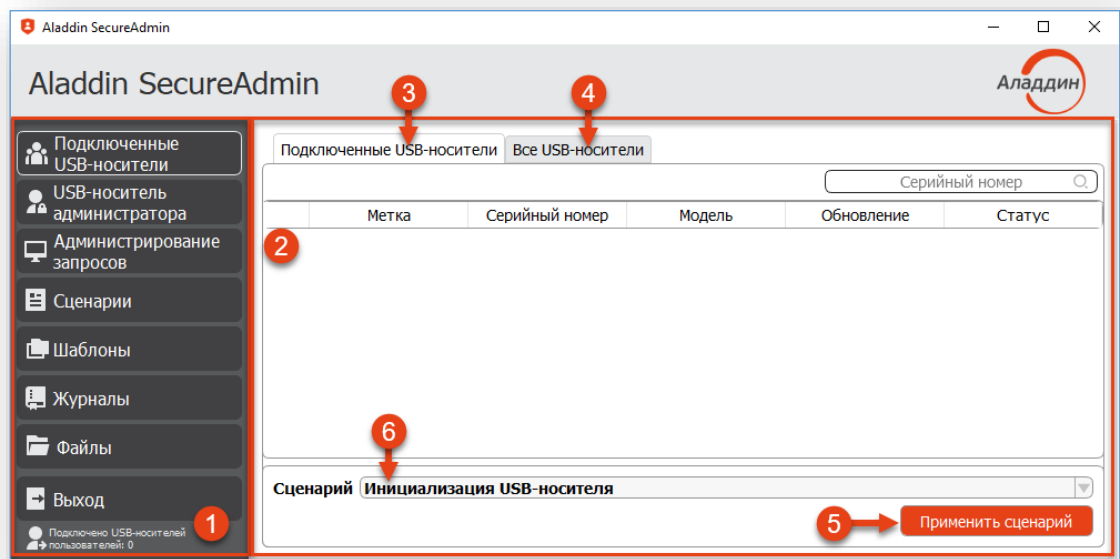 Aladdin SecureAdmin
Aladdin SecureAdmin
Аладдин
3
4
Подключенные
USB-носители
USB-носитель
администратора
Администрирование
запросов
Сценарии
Шаблоны
Журналы
Файлы
Выход
Подключено USB-носителей
пользователей: 0
1
Подключенные USB-носители
Все USB-носители
Серийный номер
Метка
Серийный номер
Модель
Обновление
Статус
2
6
Сценарий
Инициализация USB-носителя
5
Применить сценарий